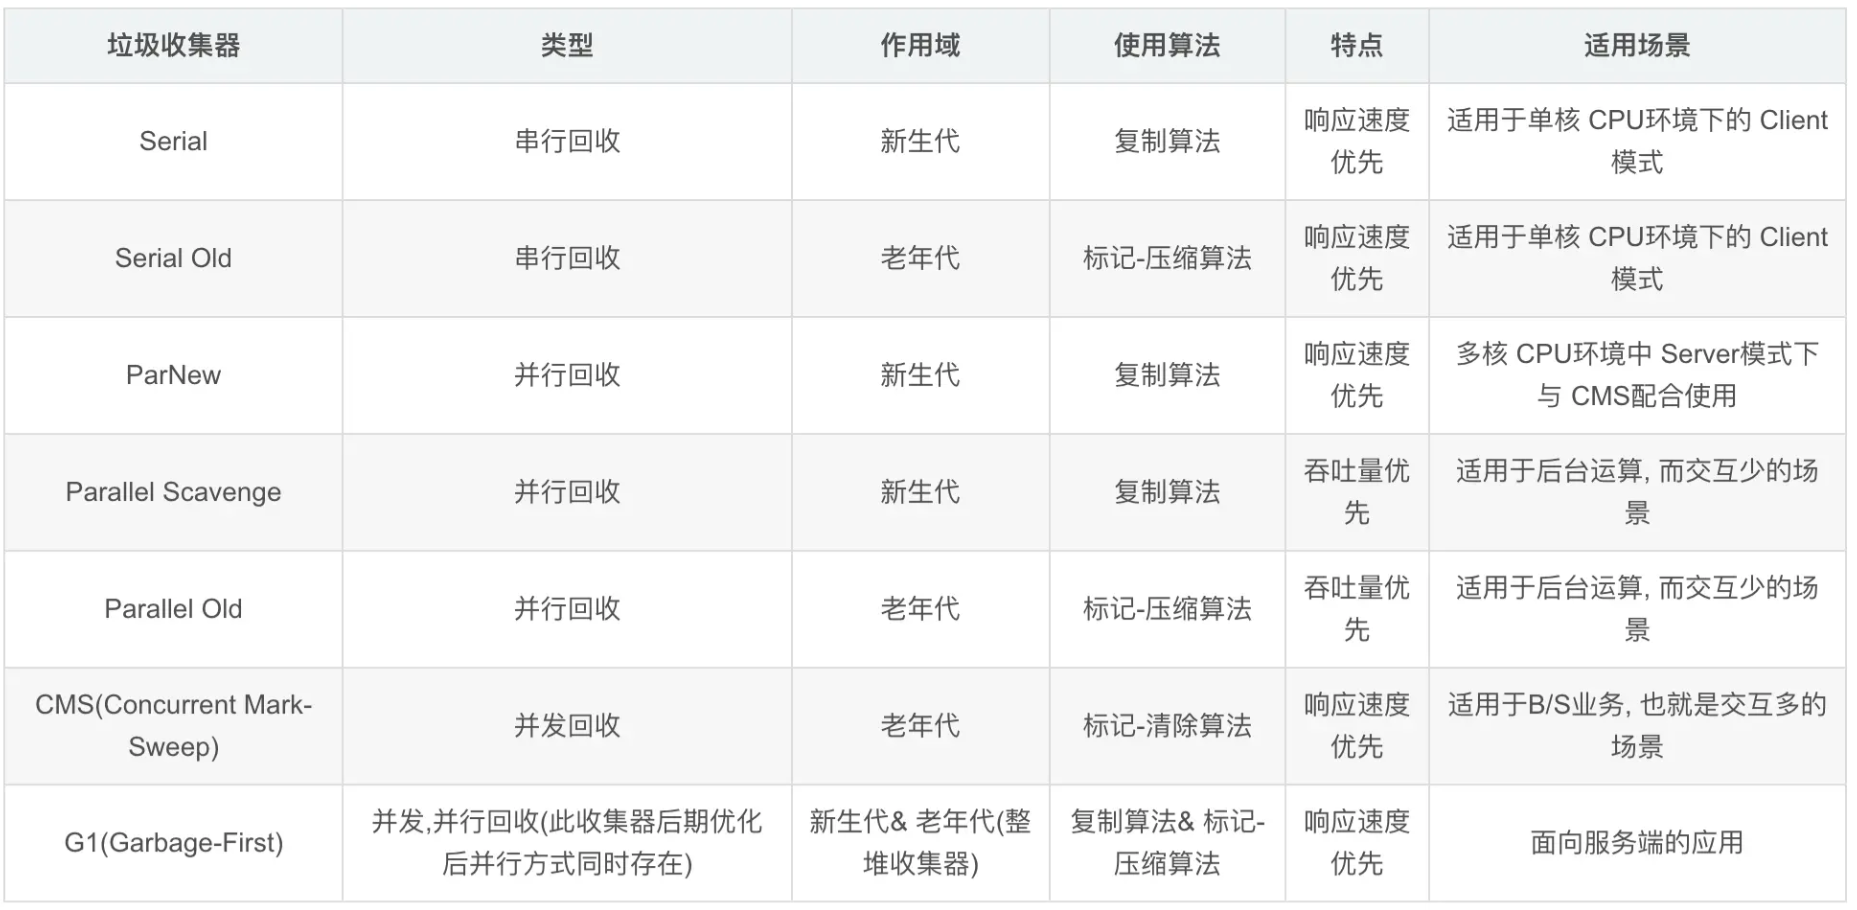 垃圾收集器 类型 作用域 使用算法 特点 适用场景
Serial 串行回收 新生代 复制算法 响应速度 适用于单核 CPU环境下的 Client
优先 模式
Serial Old 串行回收 老年代 标记-压缩算法 响应速度 适用于单核 CPU环境下的 Client
优先 模式
ParNew 并行回收 新生代 复制算法 响应速度 多核 CPU环境中 Server模式下
优先 与 CMS配合使用
Parallel Scavenge 并行回收 新生代 复制算法 吞吐量优 适用于后台运算, 而交互少的场
先 景
Parallel Old 并行回收 老年代 标记-压缩算法 吞吐量优 适用于后台运算, 而交互少的场
先 景
CMS(Concurrent Mark- 并发回收 老年代 标记-清除算法 响应速度 适用于B/S业务, 也就是交互多的
Sweep) 优先 场景
G1(Garbage-First) 并发,并行回收(此收集器后期优化 新生代& 老年代(整 复制算法& 标记- 响应速度 面向服务端的应用
后并行方式同时存在) 堆收集器) 压缩算法 优先